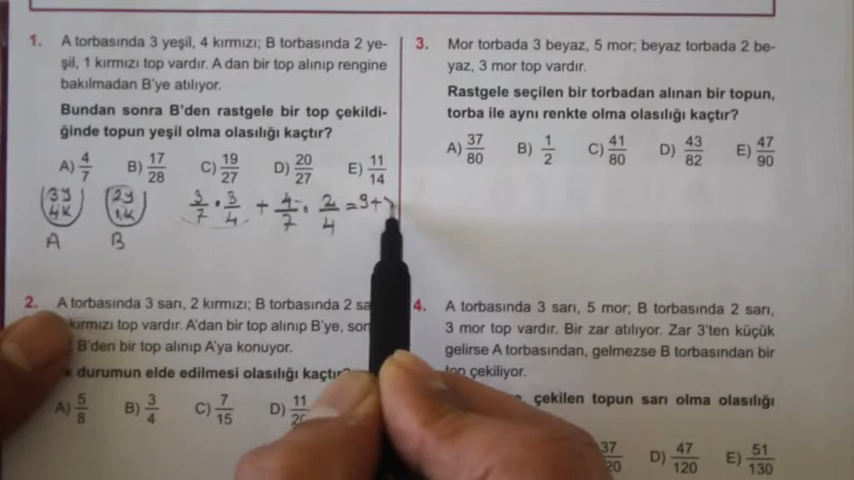 1. A torbasında 3 yeşil, 4 kırmızı; B torbasında 2 ye-
şil, 1 kırmızı top vardır. A dan bir top alınıp rengine
bakılmadan B'ye atılıyor.
Bundan sonra B'den rastgele bir top çekildi-
ğinde topun yeşil olma olasılığı kaçtır?
A) 4/7 B) 17/28 C) 19/27 D) 20/27 E) 11/14
3Y 4K A
2Y 1K B
3/7 . 3/4 + 4/7 . 2/4 = 9+
2. A torbasında 3 sarı, 2 kırmızı; B torbasında 2 sa
kırmızı top vardır. A'dan bir top alınıp B'ye, son
B'den bir top alınıp A'ya konuyor.
durumun elde edilmesi olasılığı kaçtır?
A) 5/8 B) 3/4 C) 7/15 D) 11/
3. Mor torbada 3 beyaz, 5 mor; beyaz torbada 2 be-
yaz, 3 mor top vardır.
Rastgele seçilen bir torbadan alınan bir topun,
torba ile aynı renkte olma olasılığı kaçtır?
A) 37/80 B) 1/2 C) 41/80 D) 43/82 E) 47/90
4. A torbasında 3 sarı, 5 mor; B torbasında 2 sarı,
3 mor top vardır. Bir zar atılıyor. Zar 3'ten küçük
gelirse A torbasından, gelmezse B torbasından bir
top çekiliyor.
çekilen topun sarı olma olasılığı
37/ 20 D) 47/120 E) 51/130